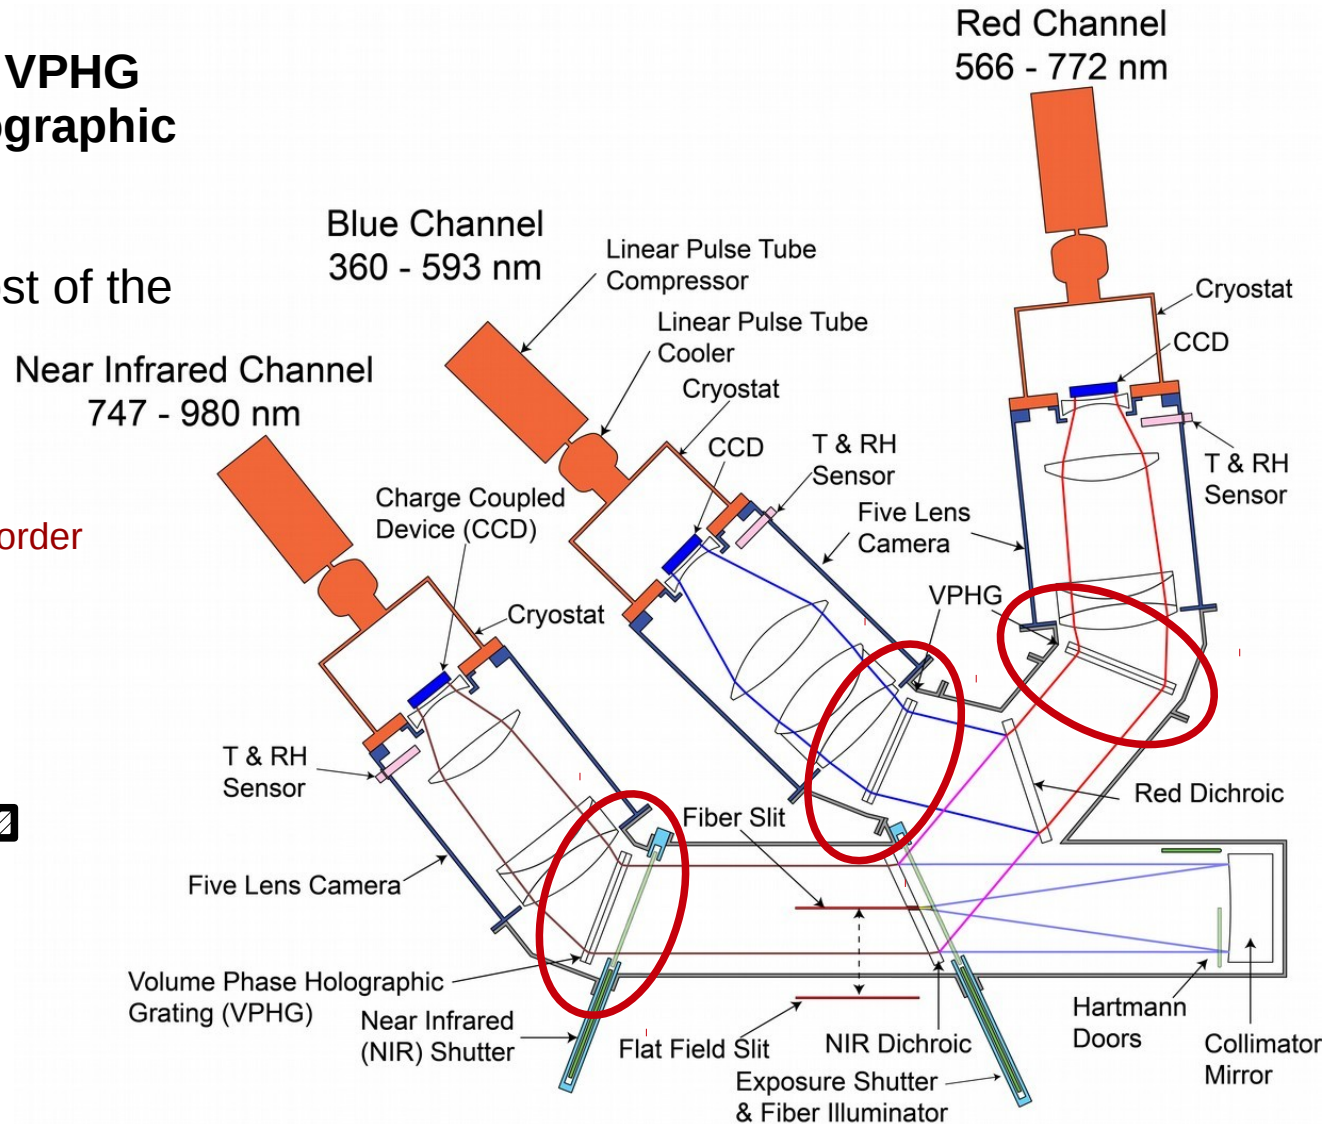 VPHG
ographic
st of the
order
Red Channel
566 - 772 nm
Blue Channel
360 - 593 nm
Near Infrared Channel
747 - 980 nm
Linear Pulse Tube
Compressor
Linear Pulse Tube
Cooler
Cryostat
CCD
T & RH
Sensor
Five Lens
Camera
VPHG
Cryostat
CCD
T & RH
Sensor
Charge Coupled
Device (CCD)
Cryostat
T & RH
Sensor
Five Lens Camera
Volume Phase Holographic
Grating (VPHG)
Near Infrared
(NIR) Shutter
Fiber Slit
Flat Field Slit
NIR Dichroic
Exposure Shutter
& Fiber Illuminator
Red Dichroic
Hartmann
Doors
Collimator
Mirror